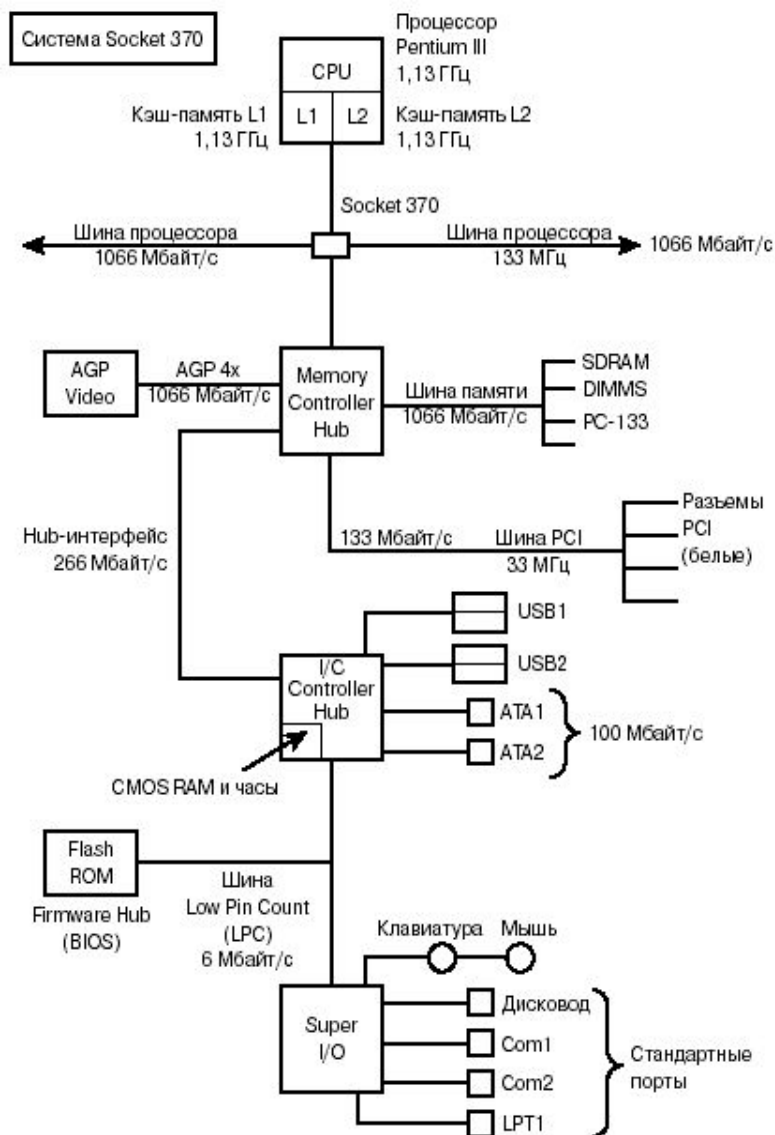 Система Socket 370
Процессор
Pentium III
1,13 ГГц
CPU
L1
L2
Кэш-память L1
1,13 ГГц
Кэш-память L2
1,13 ГГц
Socket 370
Шина процессора
1066 Мбайт/с
Шина процессора
133 МГц
1066 Мбайт/с
AGP
Video
AGP 4x
1066 Мбайт/с
Memory
Controller
Hub
Шина памяти
1066 Мбайт/с
SDRAM
DIMMS
PC-133
Hub-интерфейс
266 Мбайт/с
133 Мбайт/с
Шина PCI
33 МГц
Разъемы
PCI
(белые)
USB1
USB2
I/C
Controller
Hub
ATA1
ATA2
100 Мбайт/с
CMOS RAM и часы
Flash
ROM
Firmware Hub
(BIOS)
Шина
Low Pin Count
(LPC)
6 Мбайт/с
Клавиатура
Мышь
Super
I/O
Дисковод
Com1
Com2
LPT1
Стандартные
порты